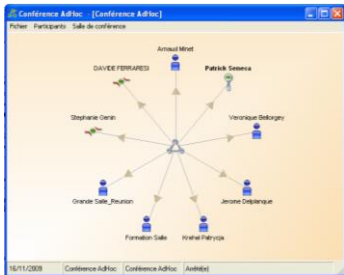 Conférence AdHoc - [Conférence AdHoc]
Fichier Participants Salle de conférence
Arnaud Minet
DAVIDE FERRARESI
Patrick Seneca
Stephanie Gersin
Veronique Bellorgey
Grande Salle_Reunion
Jerome Delplanque
Formation Salle
Krehel Patrycja
16/11/2009 Conférence AdHoc Conférence AdHoc Arrêté(e)